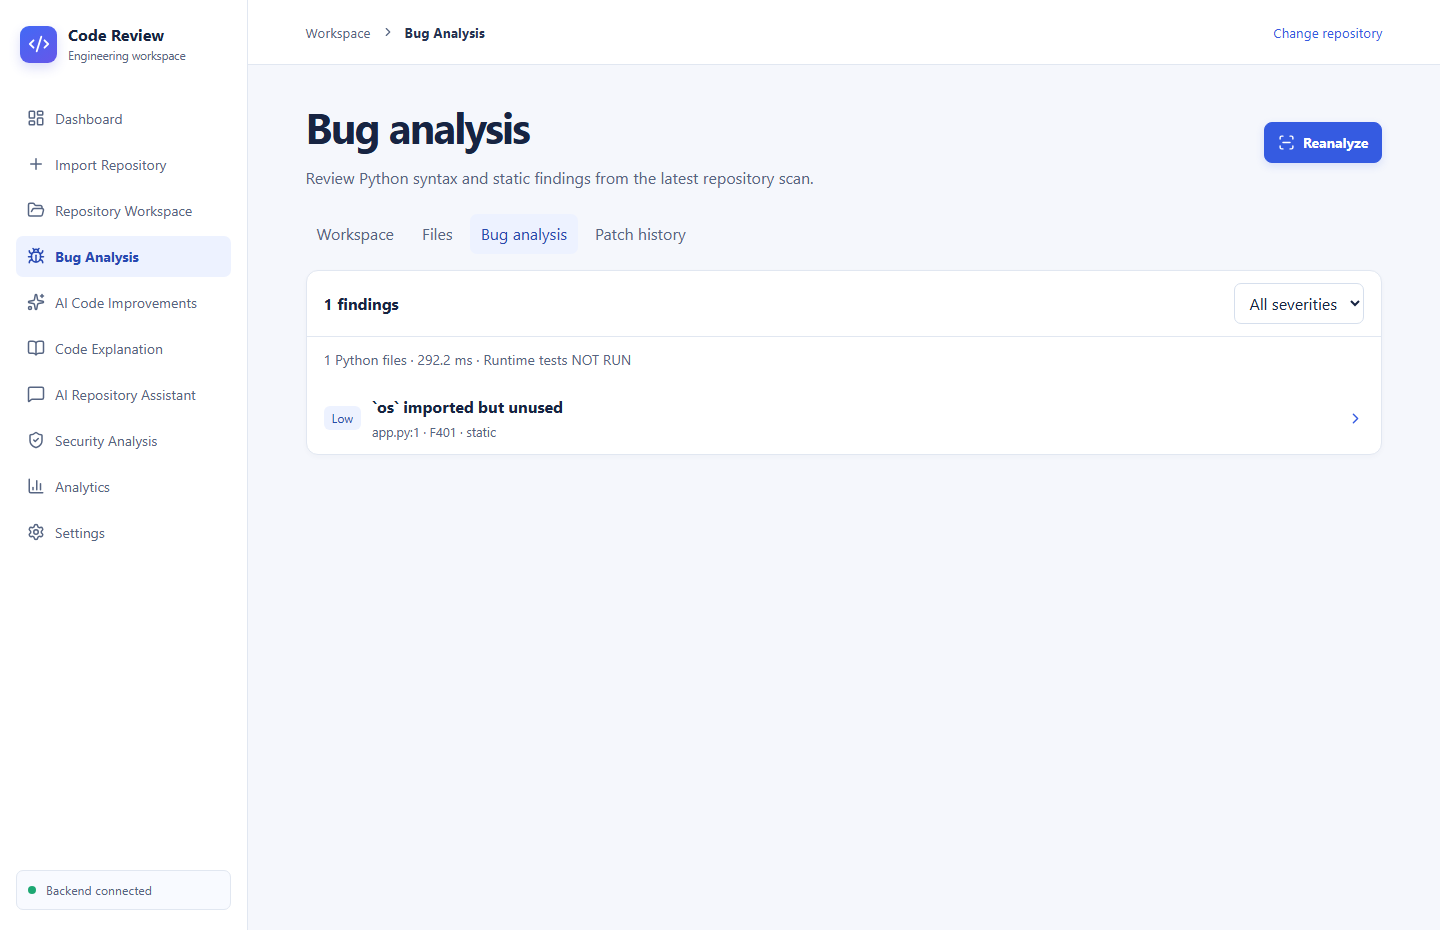 Code Review
Engineering workspace
Dashboard
Import Repository
Repository Workspace
Bug Analysis
AI Code Improvements
Code Explanation
AI Repository Assistant
Security Analysis
Analytics
Settings
Backend connected
Workspace > Bug Analysis
Change repository
Bug analysis
Reanalyze
Review Python syntax and static findings from the latest repository scan.
Workspace Files Bug analysis Patch history
1 findings
All severities
1 Python files · 292.2 ms · Runtime tests NOT RUN
Low
`os` imported but unused
app.py:1 · F401 · static